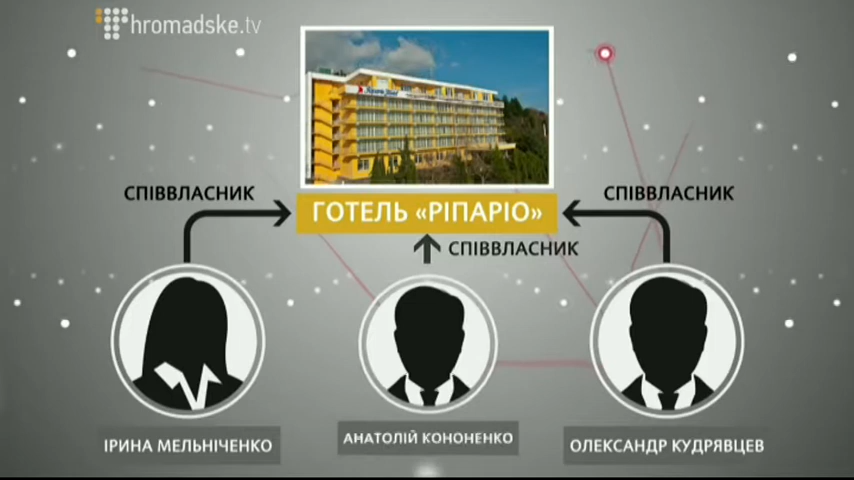 hromadske.tv
СПІВВЛАСНИК
СПІВВЛАСНИК
ГОТЕЛЬ «РІПАРІО»
СПІВВЛАСНИК
ІРИНА МЕЛЬНІЧЕНКО
АНАТОЛІЙ КОНОНЕНКО
ОЛЕКСАНДР КУДРЯВЦЕВ